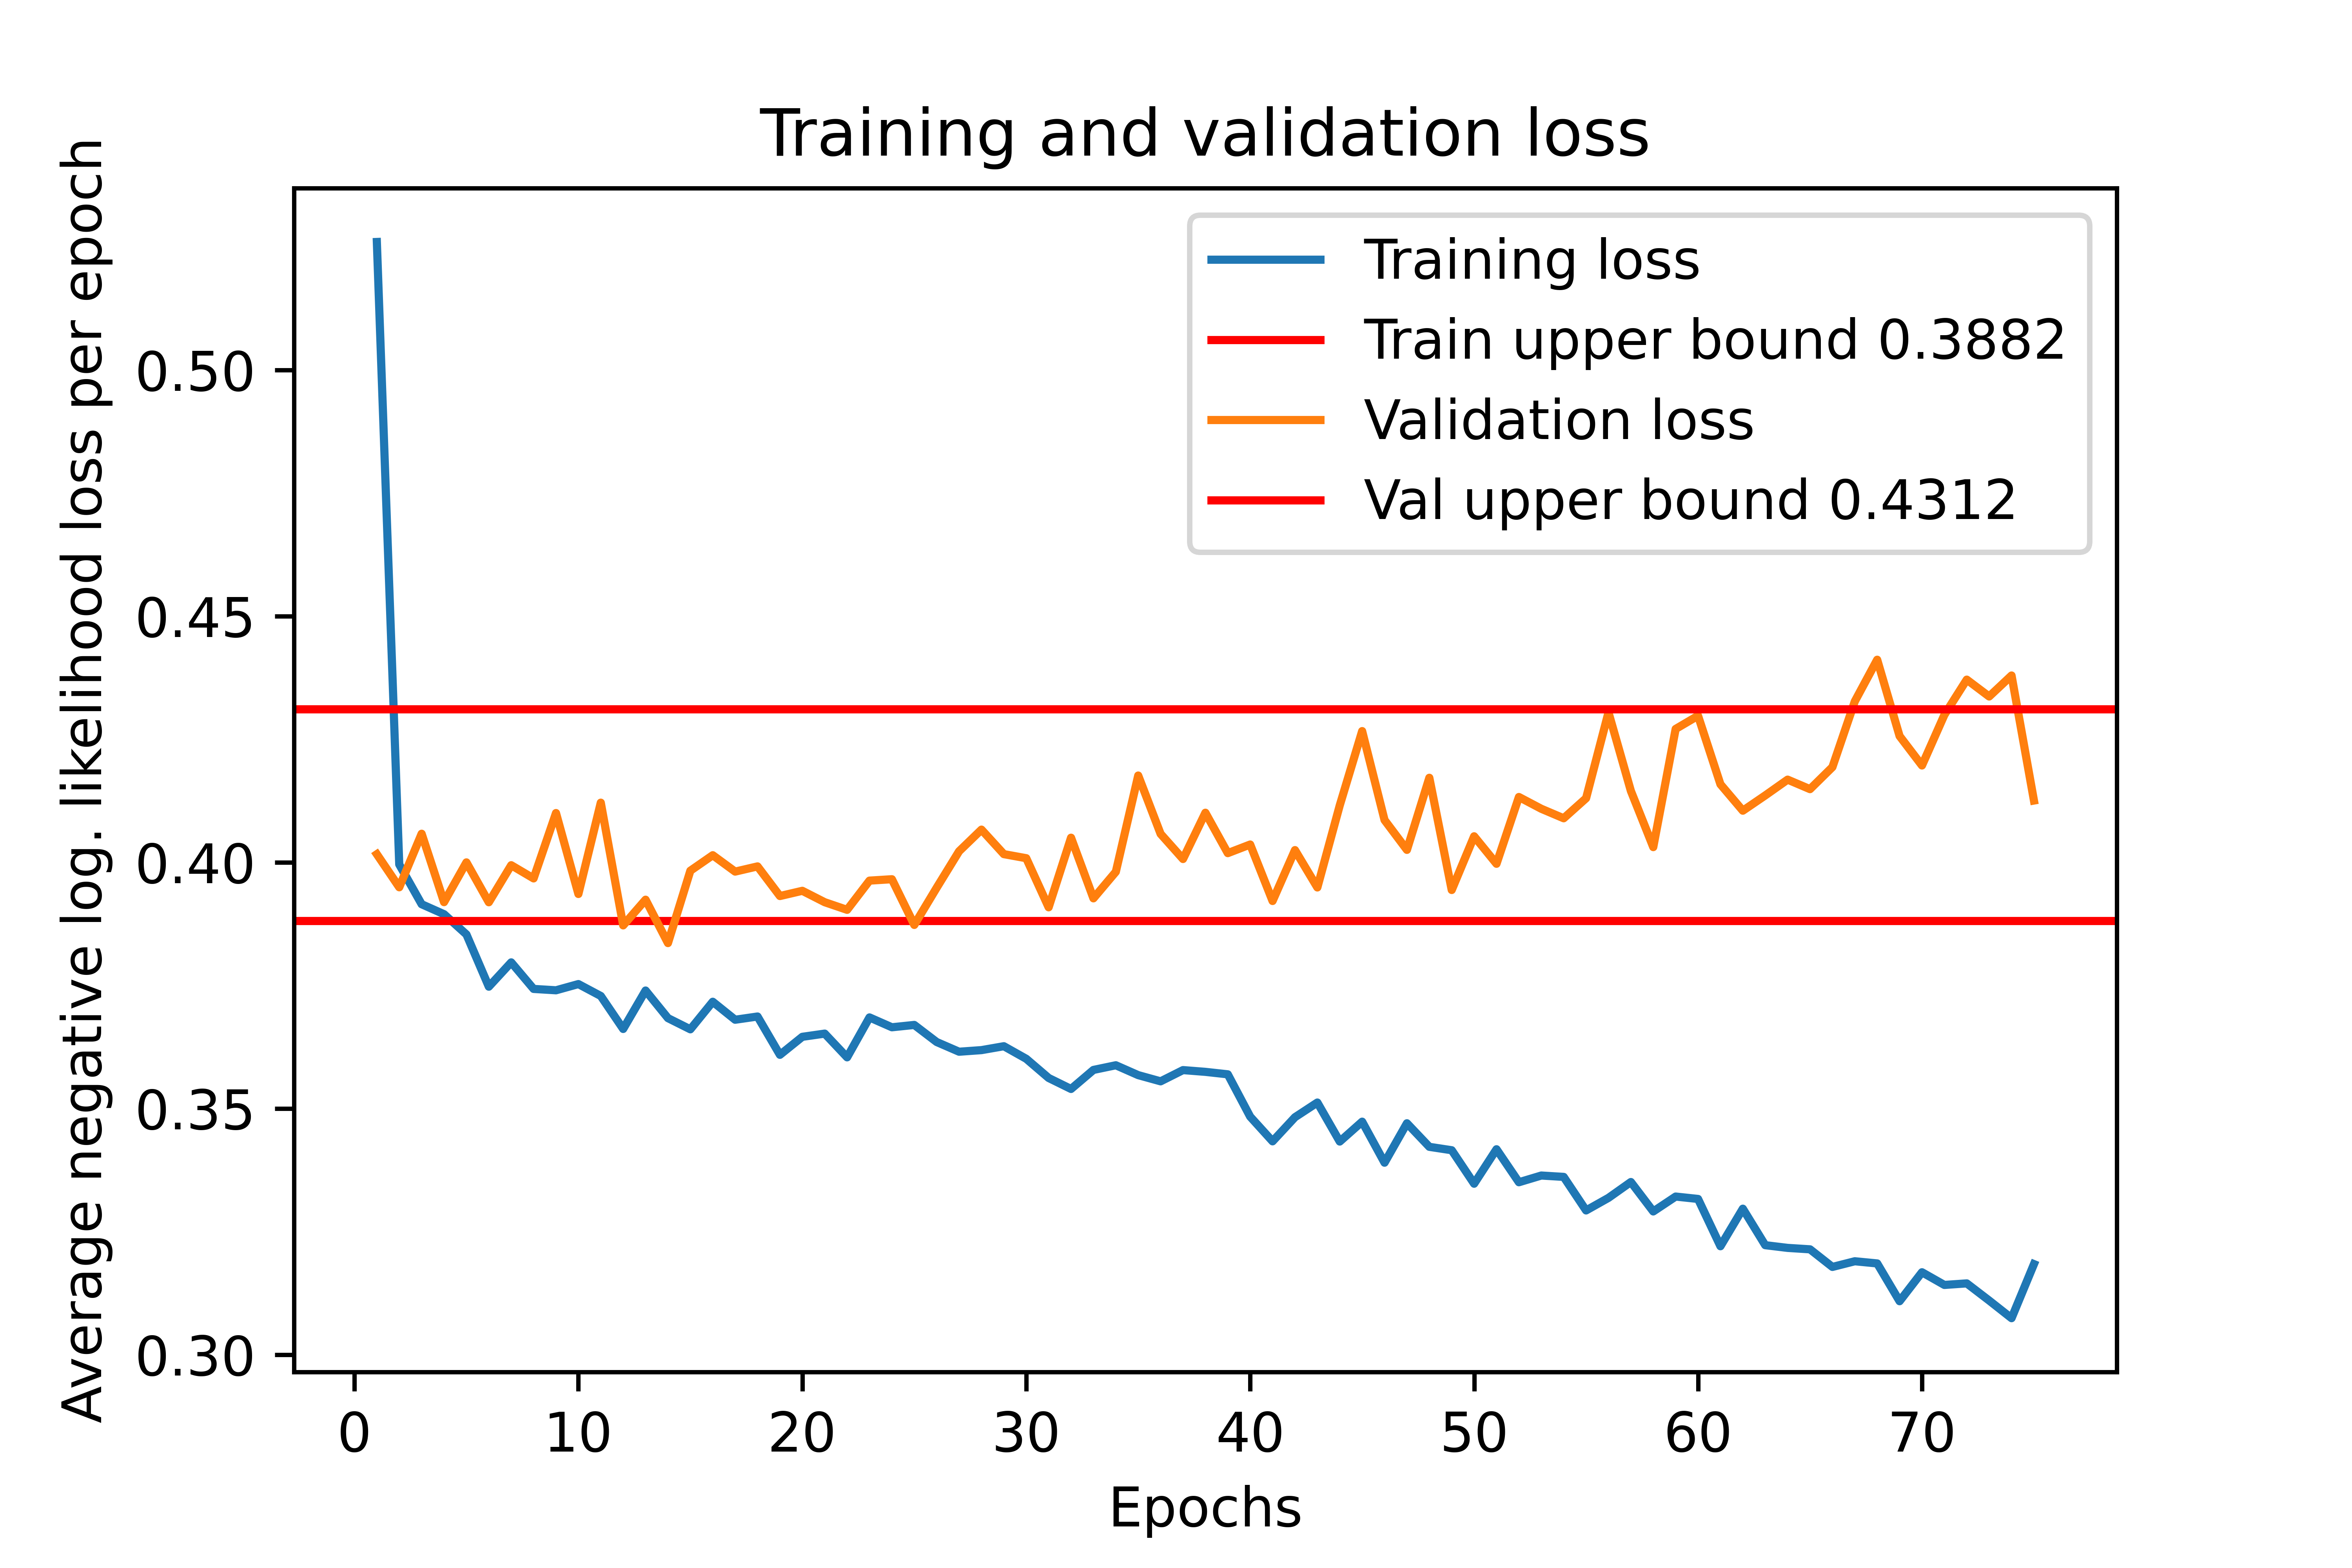 Training and validation loss
Average negative log. likelihood loss per epoch
0.50
0.45
0.40
0.35
0.30
Training loss
Train upper bound 0.3882
Validation loss
Val upper bound 0.4312
0 10 20 30 40 50 60 70
Epochs